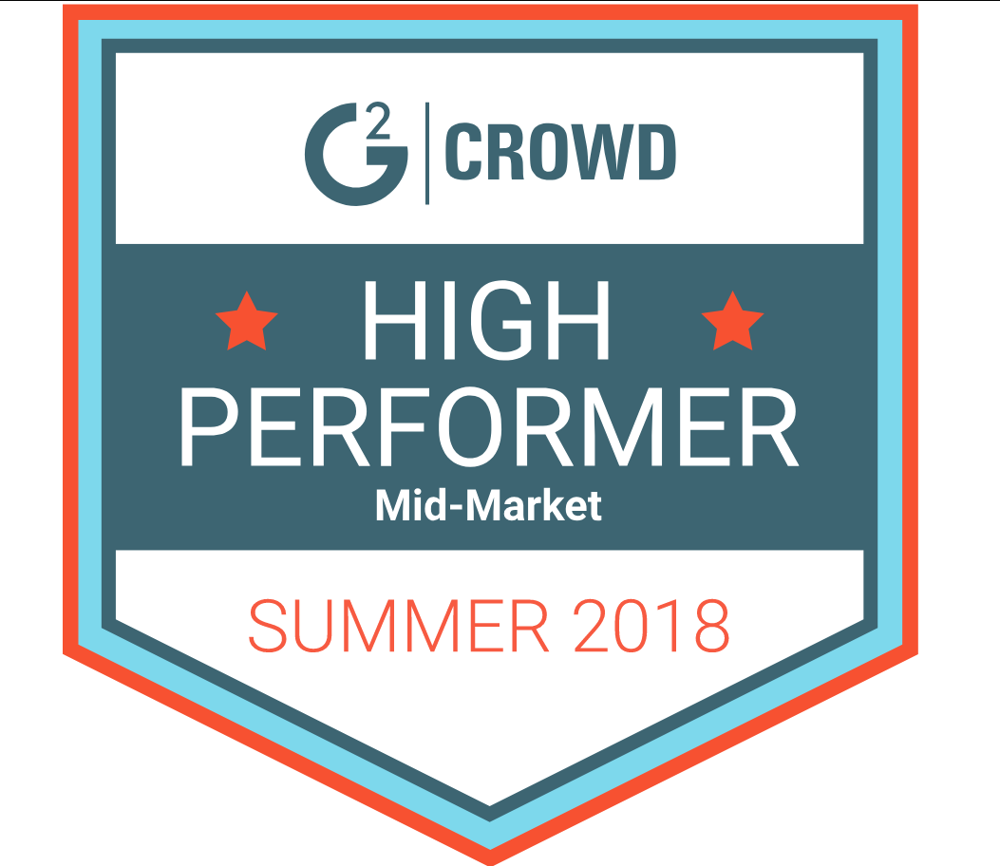 G2 | CROWD
HIGH
PERFORMER
Mid-Market
SUMMER 2018